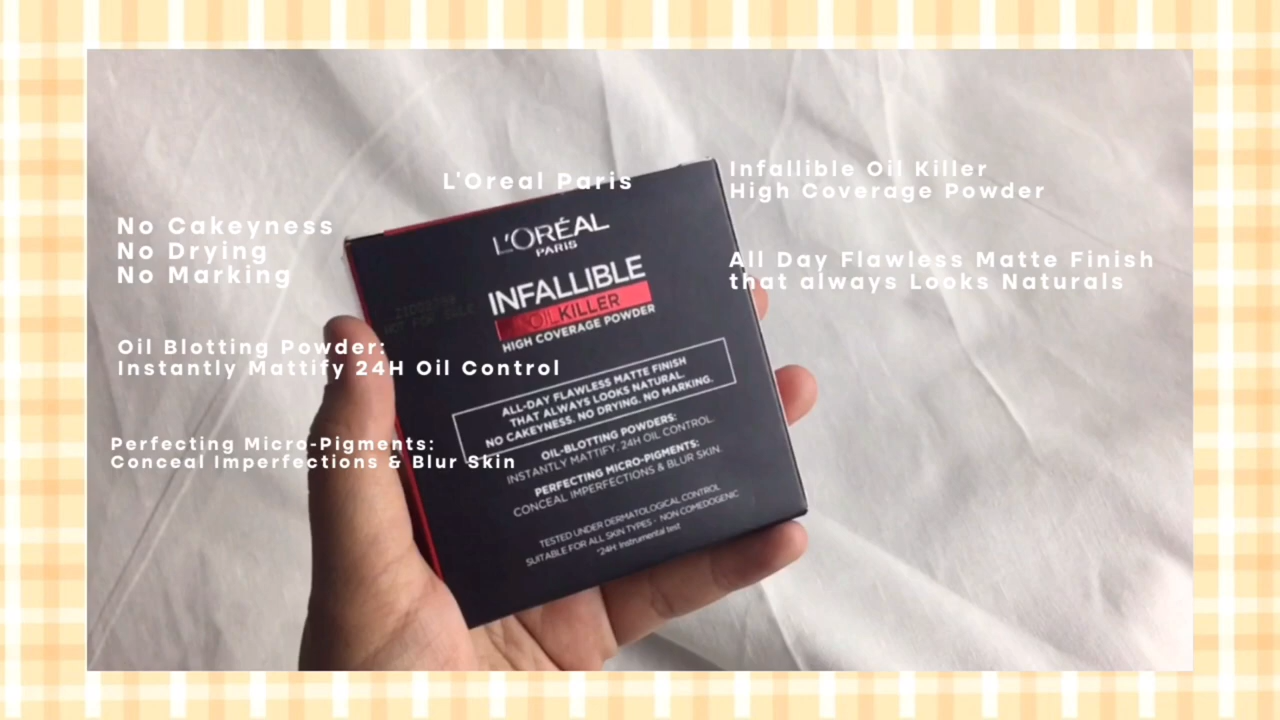 L'Oreal Paris
Infallible Oil Killer
High Coverage Powder
No Cakeyness
No Drying
No Marking
All Day Flawless Matte Finish
that always Looks Naturals
Oil Blotting Powder:
Instantly Mattify 24H Oil Control
Perfecting Micro-Pigments:
Conceal Imperfections & Blur Skin
L'ORÉAL
PARIS
INFALLIBLE
OILKILLER
HIGH COVERAGE POWDER
ALL-DAY FLAWLESS MATTE FINISH
THAT ALWAYS LOOKS NATURAL.
NO CAKEYNESS. NO DRYING. NO MARKING.
OIL-BLOTTING POWDERS:
INSTANTLY MATTIFY. 24H OIL CONTROL.
PERFECTING MICRO-PIGMENTS:
CONCEAL IMPERFECTIONS & BLUR SKIN.
TESTED UNDER DERMATOLOGICAL CONTROL
SUITABLE FOR ALL SKIN TYPES - NON COMEDOGENIC
*24H: Instrumental test
NOT FOR SALE